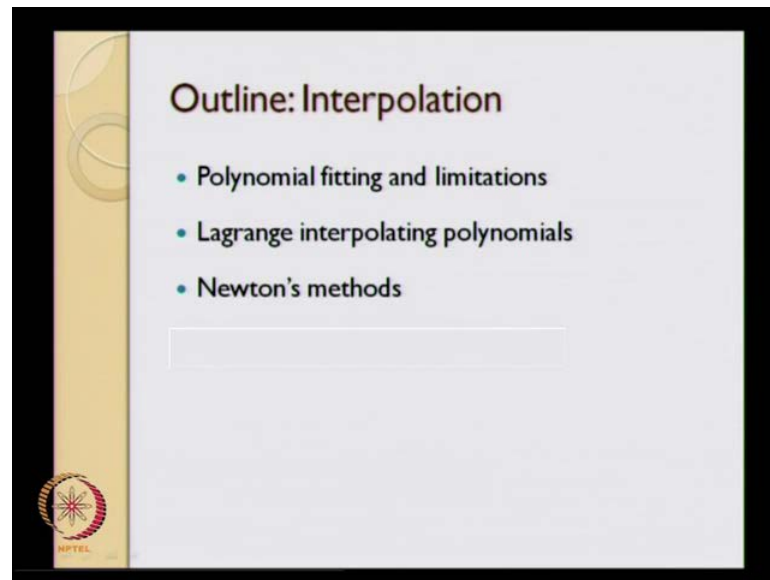 Outline: Interpolation
• Polynomial fitting and limitations
• Lagrange interpolating polynomials
• Newton's methods
NPTEL